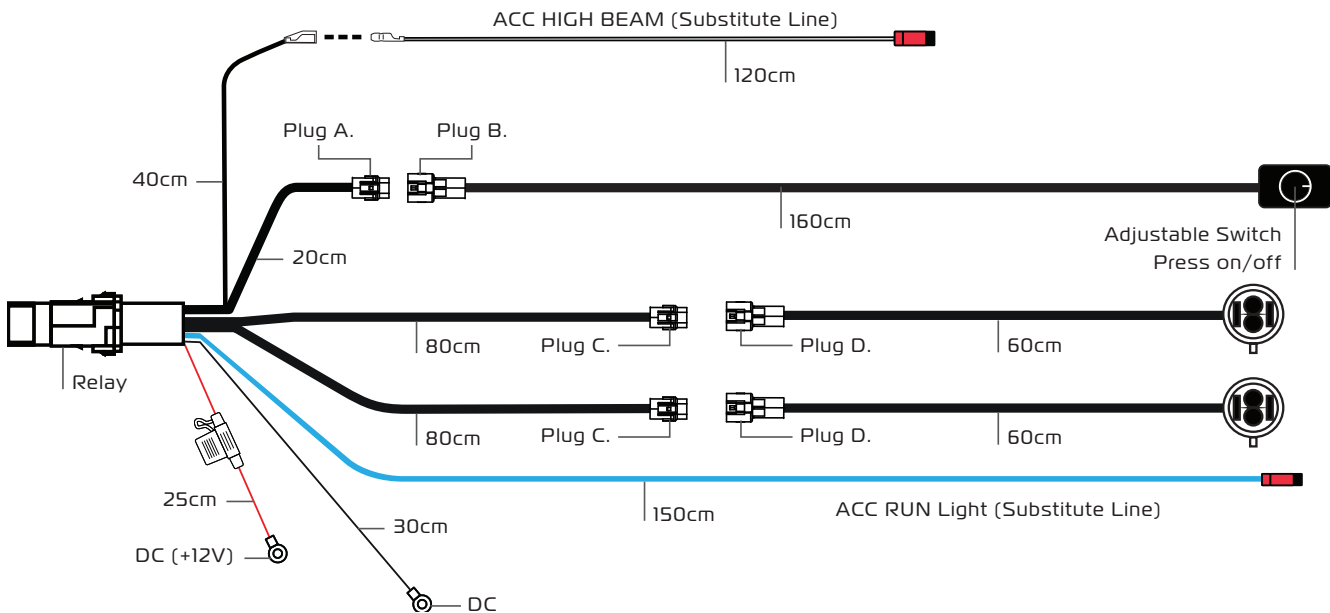 ACC HIGH BEAM (Substitute Line)
120cm
Plug A.
Plug B.
40cm
160cm
20cm
Adjustable Switch
Press on/off
80cm
Plug C.
Plug D.
60cm
Relay
80cm
Plug C.
Plug D.
60cm
25cm
150cm
ACC RUN Light (Substitute Line)
30cm
DC (+12V)
DC